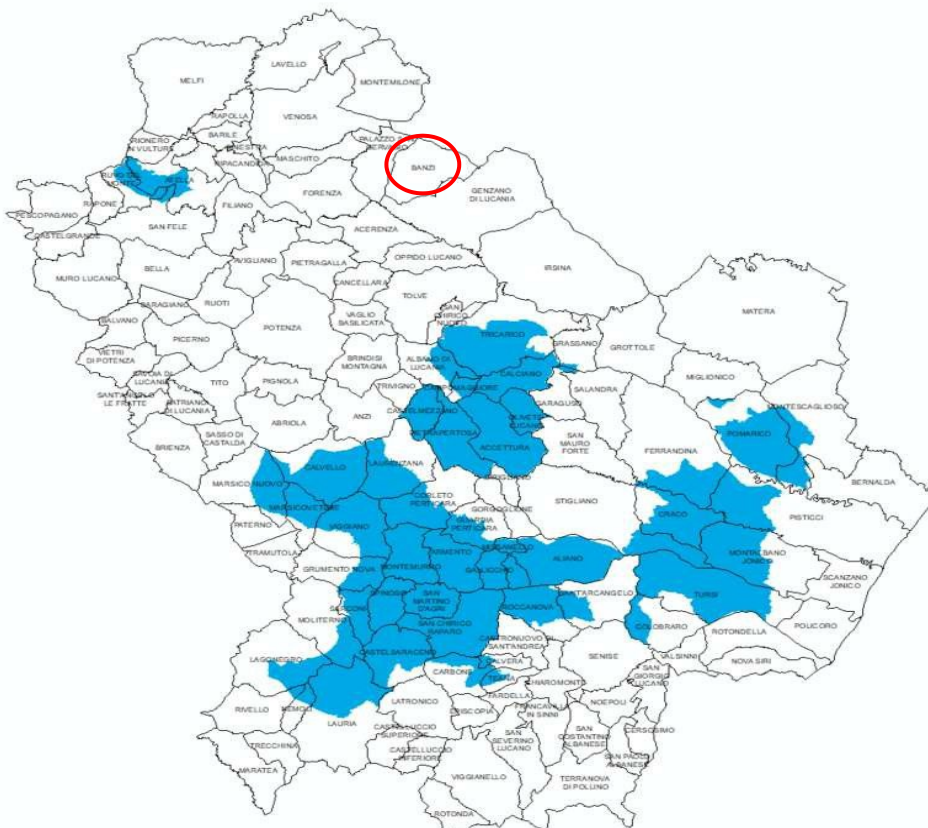 LAVELLO
MELFI
MONTEMILONE
RAPOLLA
VENOSA
BARILE
RIONERO
IN VULTURE
MASCHITO
BANZI
RIPACANDIDA
GENZANO
DI LUCANIA
FORENZA
RAPONE
FILIANO
PESCOPAGANO
SAN FELE
ACERENZA
CASTELGRANDE
AVIGLIANO
PIETRAGALLA
OPPIDO LUCANO
BELLA
IRSINA
MURO LUCANO
CANCELLARA
TOLVE
SAN
CHIRICO
NUOVO
RUOTI
MATERA
VAGLIO
BASILICATA
POTENZA
BALVANO
PICERNO
TRICARICO
GRASSANO
GROTTOLE
VIETRI
DI POTENZA
BRINDISI
MONTAGNA
ALBANO DI
LUCANIA
CALCIANO
MIGLIONICO
SAVOIA DI
LUCANIA
TITO
PIGNOLA
TRIVIGNO
SALANDRA
SANT'ANGELO
LE FRATTE
SATRIANO
DI LUCANIA
ANZI
CASTELMEZZANO
GARAGUSO
ABRIOLA
PIETRAPERTOSA
POMARICO
BRIENZA
SASSO DI
CASTALDA
ACCETTURA
SAN
MAURO
FORTE
FERRANDINA
CALVELLO
LAURENZANA
BERNALDA
MARSICO NUOVO
CORLETO
PERTICARA
STIGLIANO
MARSICOVETERE
GORGOGLIONE
CRACO
PISTICCI
PATERNO
VIGGIANO
GUARDIA
PERTICARA
TRAMUTOLA
ARMENTO
ALIANO
MONTALBANO
JONICO
GRUMENTO NOVA
MONTEMURRO
GALLICCHIO
SCANZANO
JONICO
SPINOSO
SAN
MARTINO
D'AGRI
SANT'ARCANGELO
TURSI
SARCONI
ROCCANOVA
MOLITERNO
SAN CHIRICO
RAPARO
COLOBRARO
POLICORO
ROTONDELLA
CASTELSARACENO
CASTRONUOVO DI
SANT'ANDREA
SENISE
VALSINNI
NOVA SIRI
LAGONEGRO
CALVERA
CARBONE
TEANA
CHIAROMONTE
SAN
GIORGIO
LUCANO
FARDELLA
RIVELLO
NEMOLI
LATRONICO
FRANCAVILLA
IN SINNI
NOEPOLI
LAURIA
EPISCOPIA
CASTELLUCCIO
SUPERIORE
SAN
SEVERINO
LUCANO
SAN
COSTANTINO
ALBANESE
CERSOSIMO
TRECCHINA
CASTELLUCCIO
INFERIORE
SAN PAOLO
ALBANESE
MARATEA
VIGGIANELLO
TERRANOVA
DI POLLINO
ROTONDA